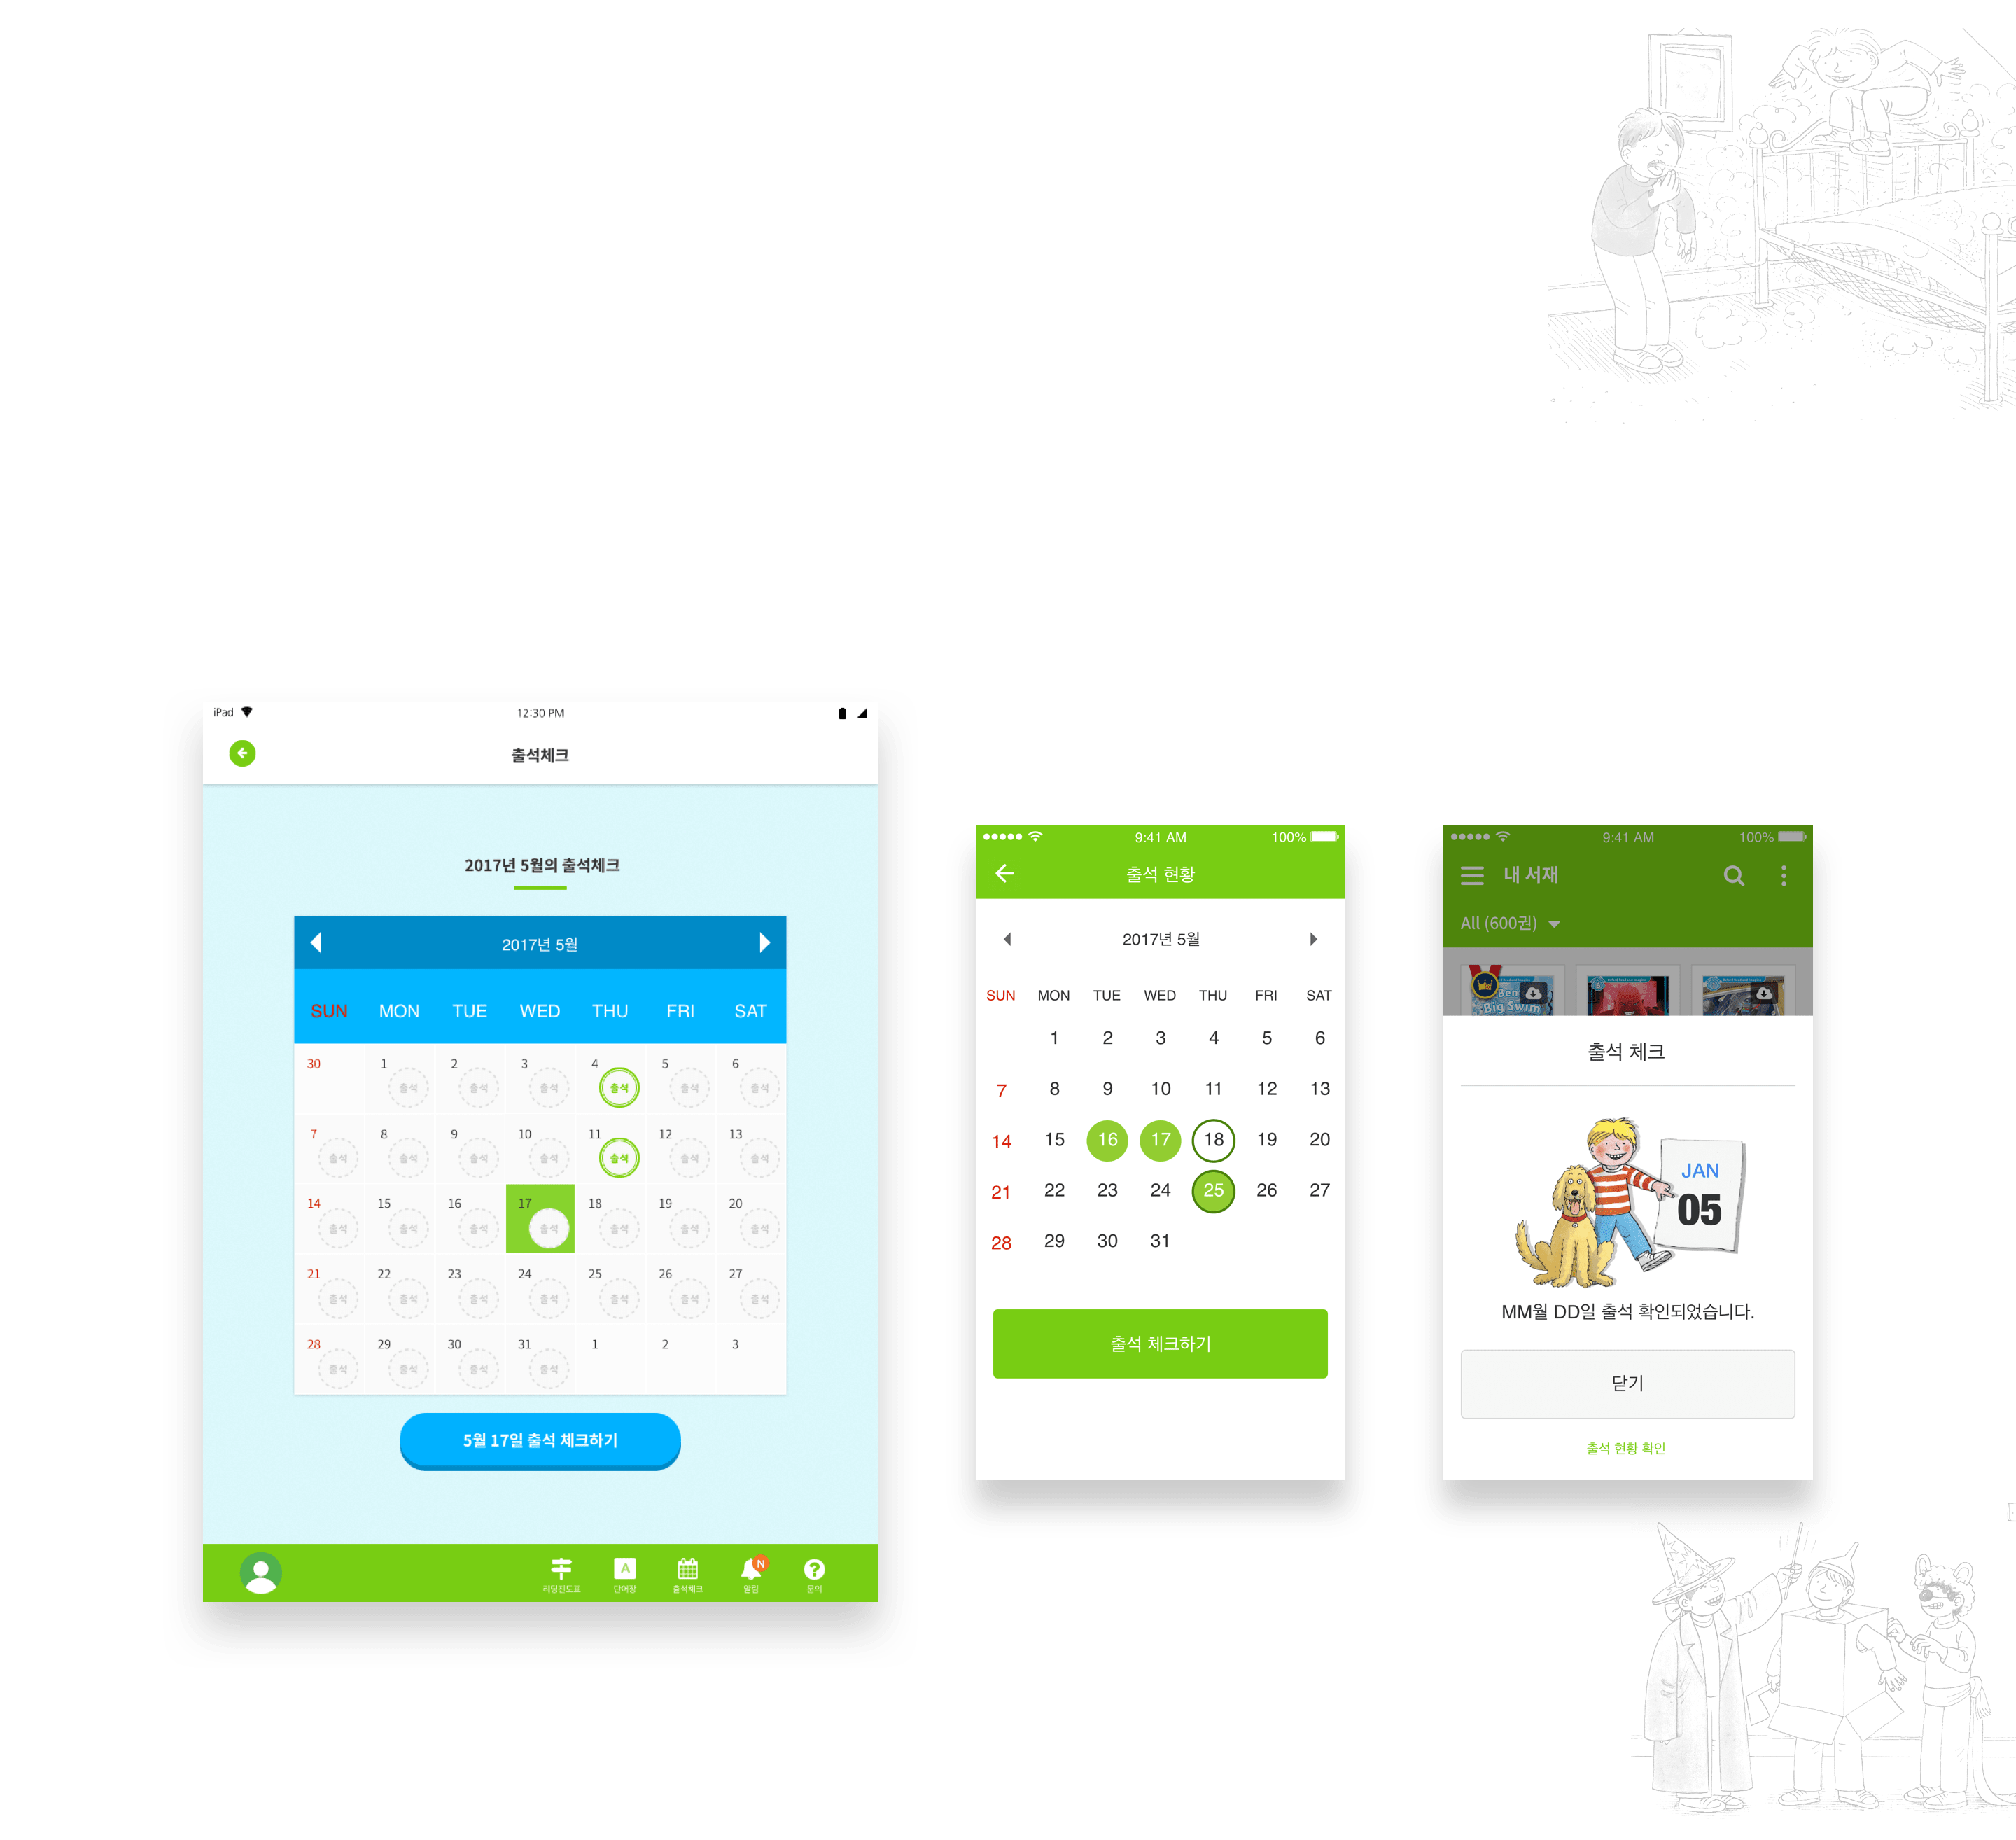 iPad 12:30 PM
출석체크
2017년 5월의 출석체크
2017년 5월
SUN MON TUE WED THU FRI SAT
30 1 2 3 4 5 6
출석 출석 출석 출석 출석 출석
7 8 9 10 11 12 13
출석 출석 출석 출석 출석 출석 출석
14 15 16 17 18 19 20
출석 출석 출석 출석 출석 출석 출석
21 22 23 24 25 26 27
출석 출석 출석 출석 출석 출석 출석
28 29 30 31 1 2 3
출석 출석 출석 출석
5월 17일 출석 체크하기
A N ?
리딩진도표 단어장 출석체크 알림 문의
9:41 AM 100%
출석 현황
2017년 5월
SUN MON TUE WED THU FRI SAT
1 2 3 4 5 6
7 8 9 10 11 12 13
14 15 16 17 18 19 20
21 22 23 24 25 26 27
28 29 30 31
출석 체크하기
9:41 AM 100%
내 서재
All (600권)
Ben
Big Swim
출석 체크
JAN
05
MM월 DD일 출석 확인되었습니다.
닫기
출석 현황 확인